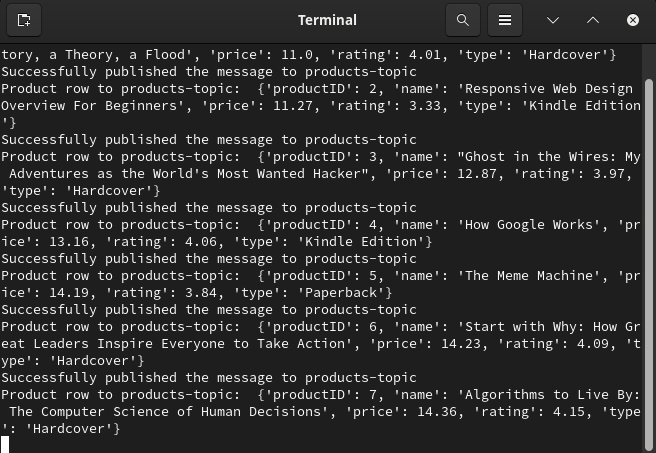 Terminal
tory, a Theory, a Flood', 'price': 11.0, 'rating': 4.01, 'type': 'Hardcover'}
Successfully published the message to products-topic
Product row to products-topic:  {'productID': 2, 'name': 'Responsive Web Design
Overview For Beginners', 'price': 11.27, 'rating': 3.33, 'type': 'Kindle Edition
'}
Successfully published the message to products-topic
Product row to products-topic:  {'productID': 3, 'name': "Ghost in the Wires: My
 Adventures as the World's Most Wanted Hacker", 'price': 12.87, 'rating': 3.97,
'type': 'Hardcover'}
Successfully published the message to products-topic
Product row to products-topic:  {'productID': 4, 'name': 'How Google Works', 'pr
ice': 13.16, 'rating': 4.06, 'type': 'Kindle Edition'}
Successfully published the message to products-topic
Product row to products-topic:  {'productID': 5, 'name': 'The Meme Machine', 'pr
ice': 14.19, 'rating': 3.84, 'type': 'Paperback'}
Successfully published the message to products-topic
Product row to products-topic:  {'productID': 6, 'name': 'Start with Why: How Gr
eat Leaders Inspire Everyone to Take Action', 'price': 14.23, 'rating': 4.09, 't
ype': 'Hardcover'}
Successfully published the message to products-topic
Product row to products-topic:  {'productID': 7, 'name': 'Algorithms to Live By:
 The Computer Science of Human Decisions', 'price': 14.36, 'rating': 4.15, 'type
': 'Hardcover'}